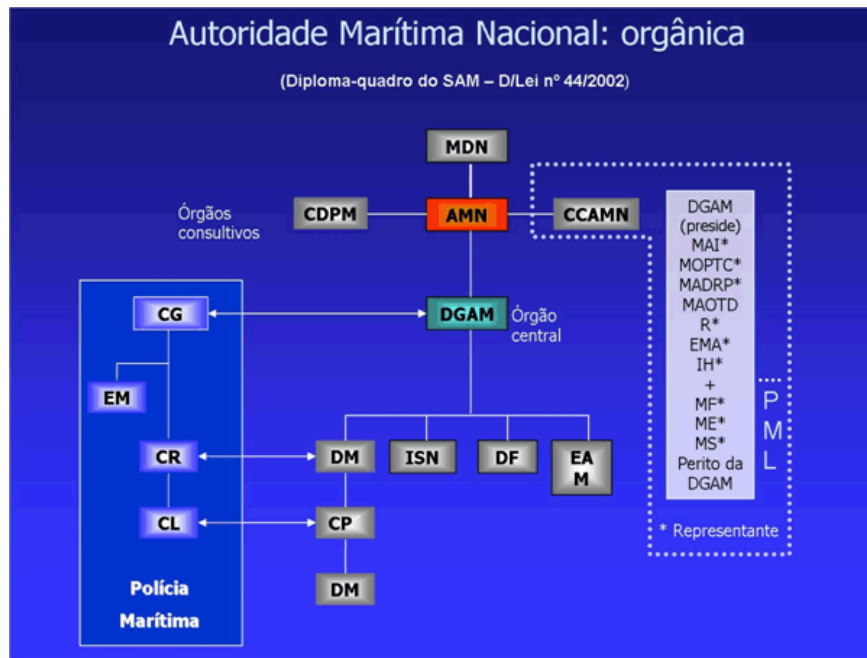 Autoridade Marítima Nacional: orgânica
(Diploma-quadro do SAM – D/Lei nº 44/2002)
MDN
Órgãos
consultivos
CDPM
AMN
CCAMN
DGAM
(preside)
MAI*
MOPTC*
MADRP*
MAOTD
R*
EMA*
IH*
+
MF*
ME*
MS*
Perito da
DGAM
.... P
M
L
* Representante
CG
DGAM
Órgão
central
EM
CR
DM
ISN
DF
EA
M
CL
CP
DM
Polícia
Marítima